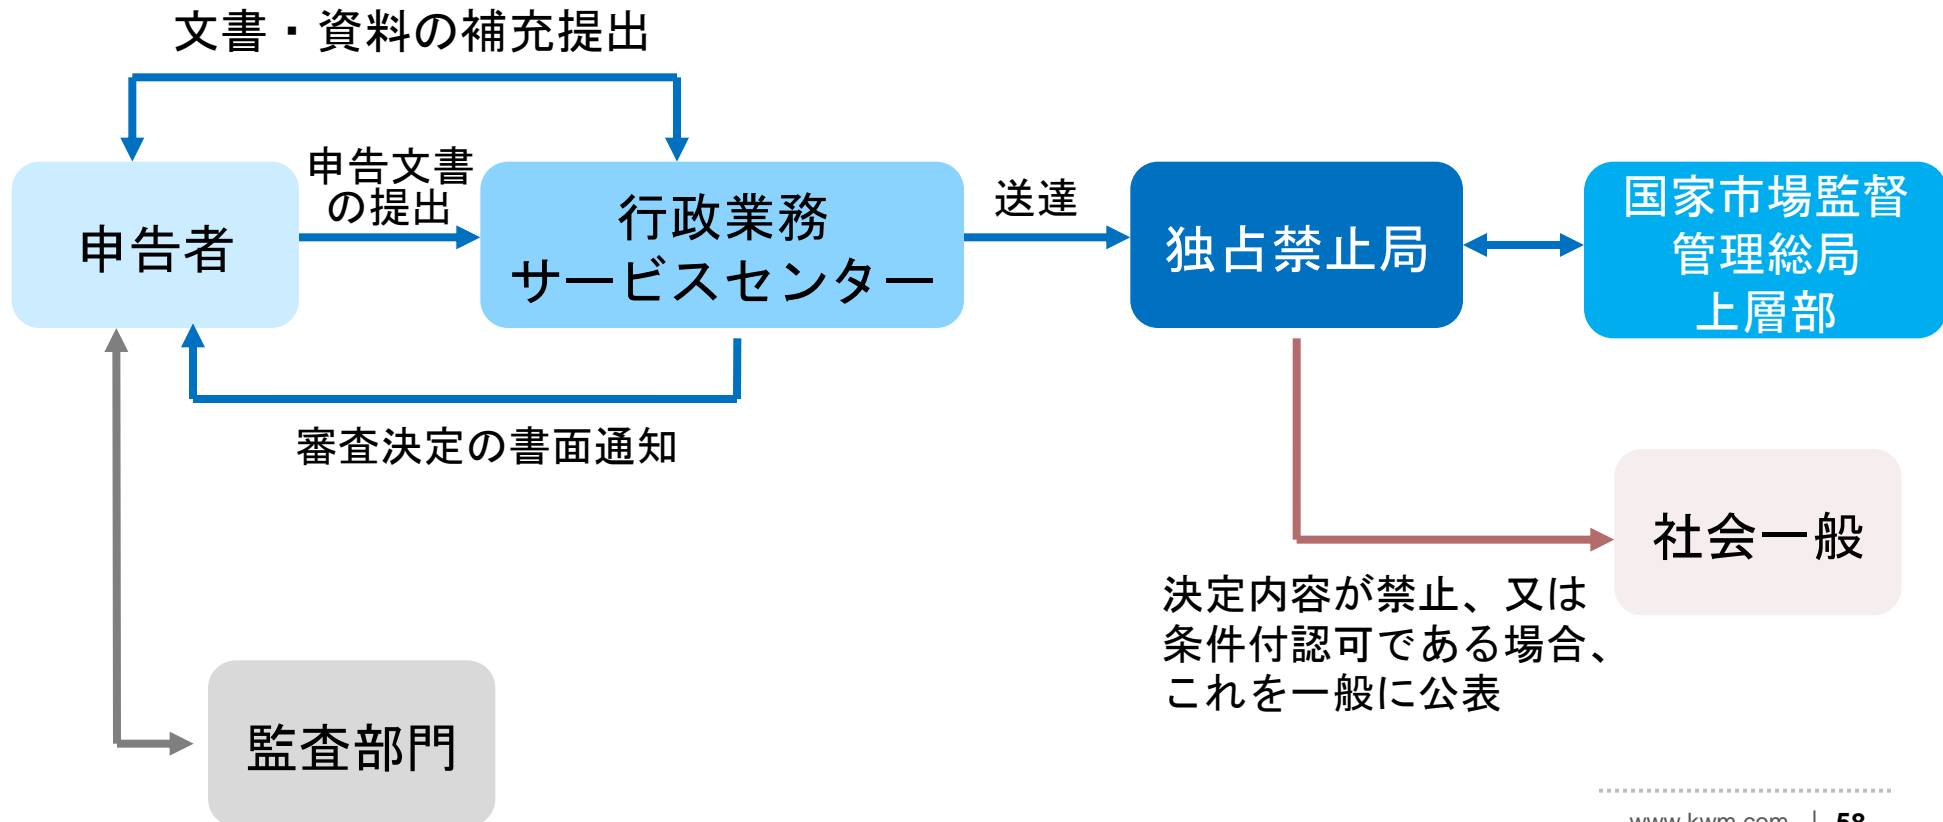 文書・資料の補充提出
申告文書
の提出
申告者
行政業務
サービスセンター
送達
独占禁止局
国家市場監督
管理総局
上層部
審査決定の書面通知
社会一般
決定内容が禁止、又は
条件付認可である場合、
これを一般に公表
監査部門
www.kwm.com | 58